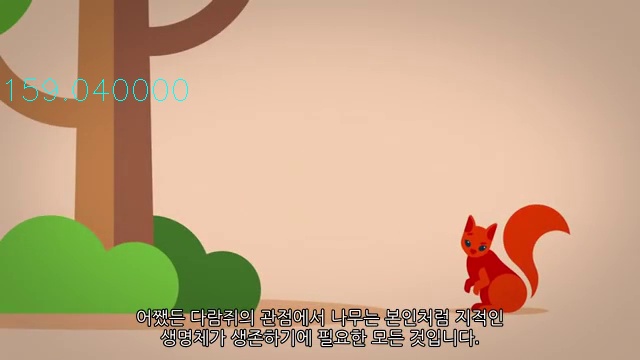 159.040000
어쨌든 다람쥐의 관점에서 나무는 본인처럼 지적인
생명체가 생존하기에 필요한 모든 것입니다.